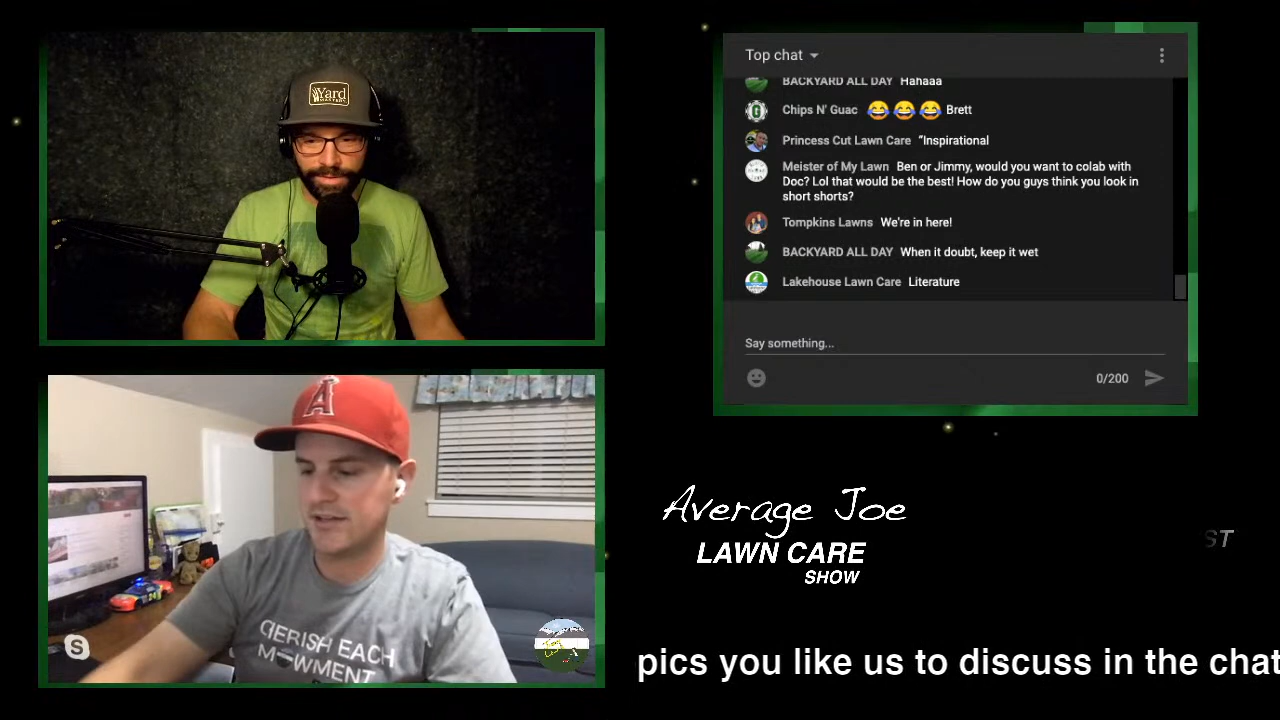 Yard
A
CHERISH EACH
MOWMENT
S
Top chat
BACKYARD ALL DAY Hahaaa
Chips N' Guac 😂 😂 😂 Brett
Princess Cut Lawn Care "Inspirational
Meister of My Lawn Ben or Jimmy, would you want to colab with
Doc? Lol that would be the best! How do you guys think you look in
short shorts?
Tompkins Lawns We're in here!
BACKYARD ALL DAY When it doubt, keep it wet
Lakehouse Lawn Care Literature
Say something...
0/200
Average Joe
LAWN CARE
SHOW
ST
pics you like us to discuss in the chat